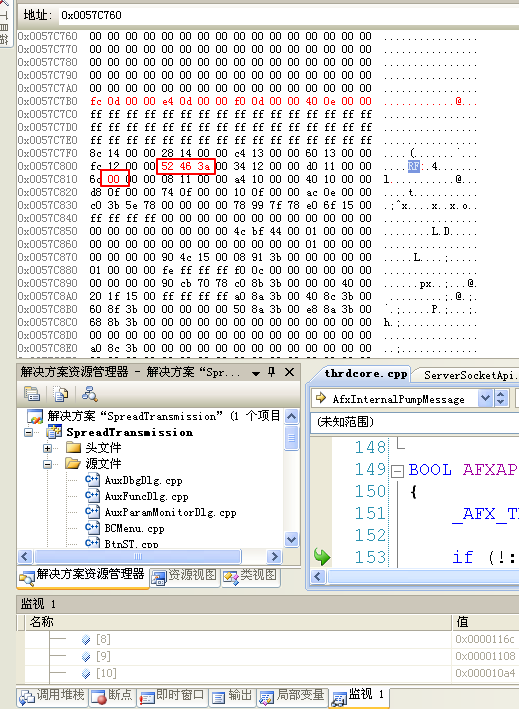 地址: 0x0057C760
0x0057C760 00 00 00 00 00 00 00 00 00 00 00 00 00 00 00 00 ................
0x0057C770 00 00 00 00 00 00 00 00 00 00 00 00 00 00 00 00 ................
0x0057C780 00 00 00 00 00 00 00 00 00 00 00 00 00 00 00 00 ................
0x0057C790 00 00 00 00 00 00 00 00 00 00 00 00 00 00 00 00 ................
0x0057C7A0 00 00 00 00 00 00 00 00 00 00 00 00 00 00 00 00 ................
0x0057C7B0 fc 0d 00 00 e4 0d 00 00 f0 0d 00 00 40 0e 00 00 ............@...
0x0057C7C0 ff ff ff ff ff ff ff ff ff ff ff ff ff ff ff ff ................
0x0057C7D0 ff ff ff ff ff ff ff ff ff ff ff ff ff ff ff ff ................
0x0057C7E0 ff ff ff ff ff ff ff ff ff ff ff ff ff ff ff ff ................
0x0057C7F0 8c 14 00 00 28 14 00 00 c4 13 00 00 60 13 00 00 ....(.......`...
0x0057C800 fc 12 00 00 52 46 3a 00 34 12 00 00 d0 11 00 00 ....RF:.4.......
0x0057C810 6c 00 00 00 08 11 00 00 a4 10 00 00 40 10 00 00 l...........@...
0x0057C820 d8 0f 00 00 74 0f 00 00 10 0f 00 00 ac 0e 00 00 ....t...........
0x0057C830 c0 3b 5e 78 00 00 00 00 78 99 7f 78 e0 6f 15 00 .;^x....x..x.o..
0x0057C840 ff ff ff ff 00 00 00 00 00 00 00 00 00 00 00 00 ................
0x0057C850 00 00 00 00 00 00 00 00 4c bf 44 00 01 00 00 00 ........L.D.....
0x0057C860 00 00 00 00 00 00 00 00 00 00 00 00 01 00 00 00 ................
0x0057C870 00 00 00 00 90 4c 15 00 08 91 3b 00 00 00 00 00 .....L....;.....
0x0057C880 01 00 00 00 fe ff ff ff f0 0c 00 00 00 00 00 00 ................
0x0057C890 00 00 00 00 90 cb 70 78 c0 8b 3b 00 00 00 40 00 ......px..;...@.
0x0057C8A0 20 1f 15 00 ff ff ff ff a0 8a 3b 00 40 8c 3b 00 .........;.@.;.
0x0057C8B0 60 8f 3b 00 00 00 00 00 50 8a 3b 00 e8 8a 3b 00 `.;.....P.;...;.
0x0057C8C0 68 8b 3b 00 00 00 00 00 00 00 00 00 00 00 00 00 h.;.............
0x0057C8D0 00 00 00 00 00 00 00 00 00 00 00 00 00 00 00 00 ................
0x0057C8E0 a0 8c 3b 00 00 00 00 00 00 00 00 00 00 00 00 00 ..;.............
解决方案资源管理器 - 解决方案“Spr...
解决方案“SpreadTransmission”(1 个项目
SpreadTransmission
头文件
源文件
AuxDbgDlg.cpp
AuxFuncDlg.cpp
AuxParamMonitorDlg.cpp
BCMenu.cpp
BtnST.cpp
解决方案资源管理器 资源视图 类视图
thrdcore.cpp ServerSocketApi.
AfxInternalPumpMessage
(未知范围)
148
149 BOOL AFXAP
150 {
151 _AFX_T
152
153 if (!:
监视 1
名称 值
[8] 0x0000116c
[9] 0x00001108
[10] 0x000010a4
调用堆栈 断点 即时窗口 输出 局部变量 监视 1